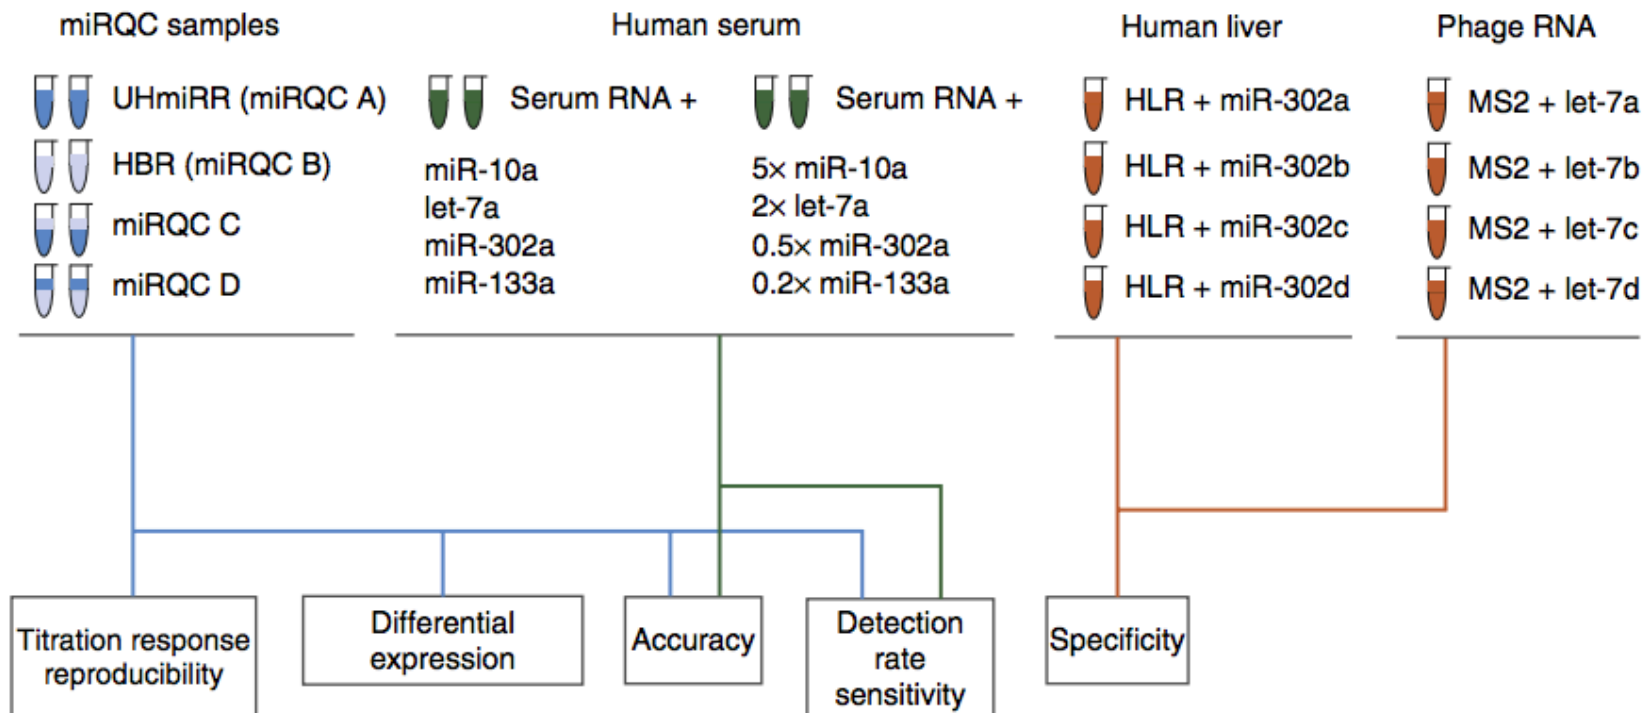 miRQC samples
UHmiRR (miRQC A)
HBR (miRQC B)
miRQC C
miRQC D
Human serum
Serum RNA +
miR-10a
let-7a
miR-302a
miR-133a
Serum RNA +
5× miR-10a
2× let-7a
0.5× miR-302a
0.2× miR-133a
Human liver
HLR + miR-302a
HLR + miR-302b
HLR + miR-302c
HLR + miR-302d
Phage RNA
MS2 + let-7a
MS2 + let-7b
MS2 + let-7c
MS2 + let-7d
Titration response
reproducibility
Differential
expression
Accuracy
Detection
rate
sensitivity
Specificity